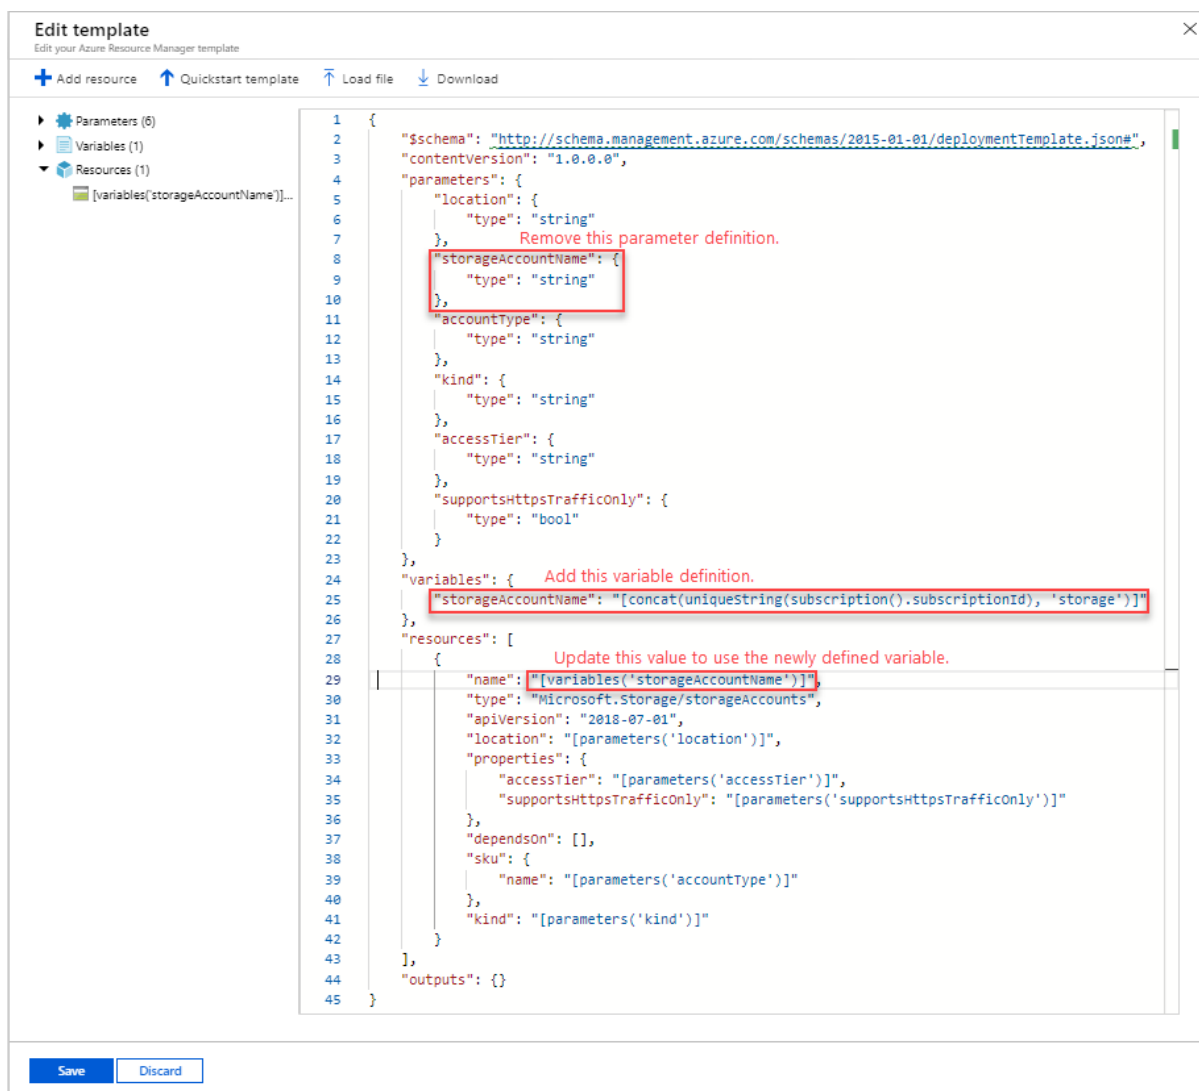 Edit template
Edit your Azure Resource Manager template
Add resource Quickstart template Load file Download
Parameters (6)
Variables (1)
Resources (1)
[variables('storageAccountName')]...
1 {
2 "$schema": "http://schema.management.azure.com/schemas/2015-01-01/deploymentTemplate.json#",
3 "contentVersion": "1.0.0.0",
4 "parameters": {
5 "location": {
6 "type": "string"
7 },
Remove this parameter definition.
8 "storageAccountName": {
9 "type": "string"
10 },
11 "accountType": {
12 "type": "string"
13 },
14 "kind": {
15 "type": "string"
16 },
17 "accessTier": {
18 "type": "string"
19 },
20 "supportsHttpsTrafficOnly": {
21 "type": "bool"
22 }
23 },
24 "variables": {
Add this variable definition.
25 "storageAccountName": "[concat(uniqueString(subscription().subscriptionId), 'storage')]"
26 },
27 "resources": [
28 {
Update this value to use the newly defined variable.
29 "name": "[variables('storageAccountName')]",
30 "type": "Microsoft.Storage/storageAccounts",
31 "apiVersion": "2018-07-01",
32 "location": "[parameters('location')]",
33 "properties": {
34 "accessTier": "[parameters('accessTier')]",
35 "supportsHttpsTrafficOnly": "[parameters('supportsHttpsTrafficOnly')]"
36 },
37 "dependsOn": [],
38 "sku": {
39 "name": "[parameters('accountType')]"
40 },
41 "kind": "[parameters('kind')]"
42 }
43 ],
44 "outputs": {}
45 }
Save Discard